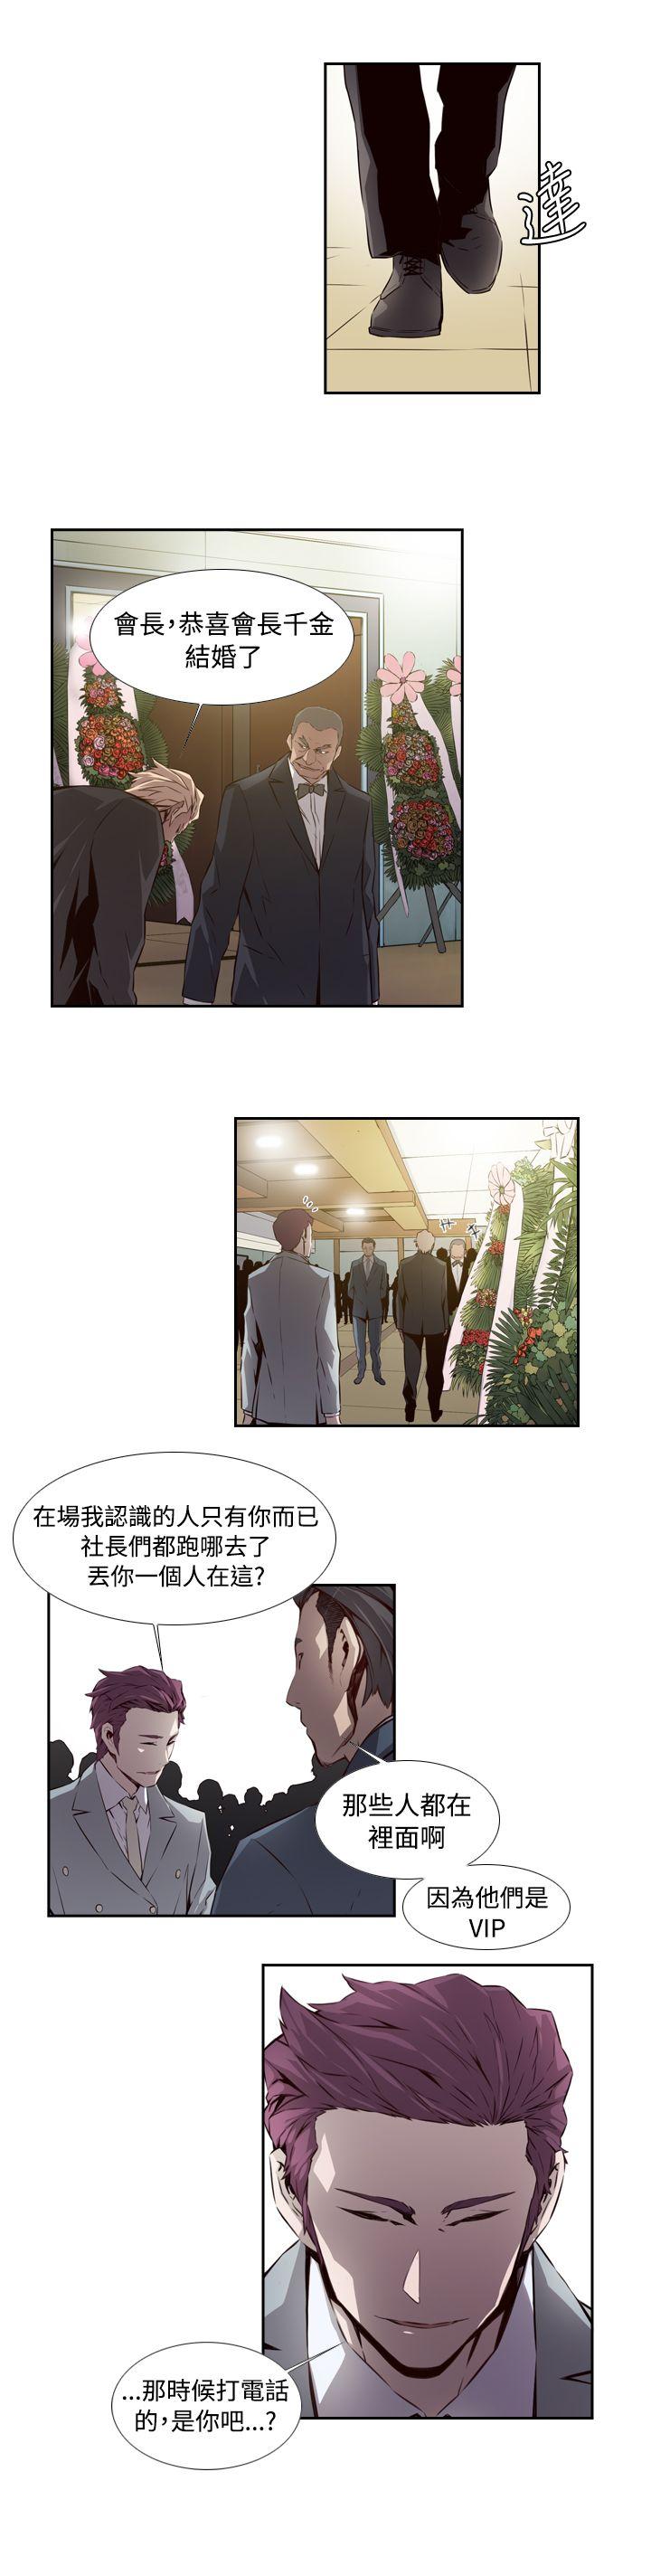 達
會長，恭喜會長千金
結婚了
在場我認識的人只有你而已
社長們都跑哪去了
丟你一個人在這?
那些人都在
裡面啊
因為他們是
VIP
...那時候打電話
的，是你吧...?